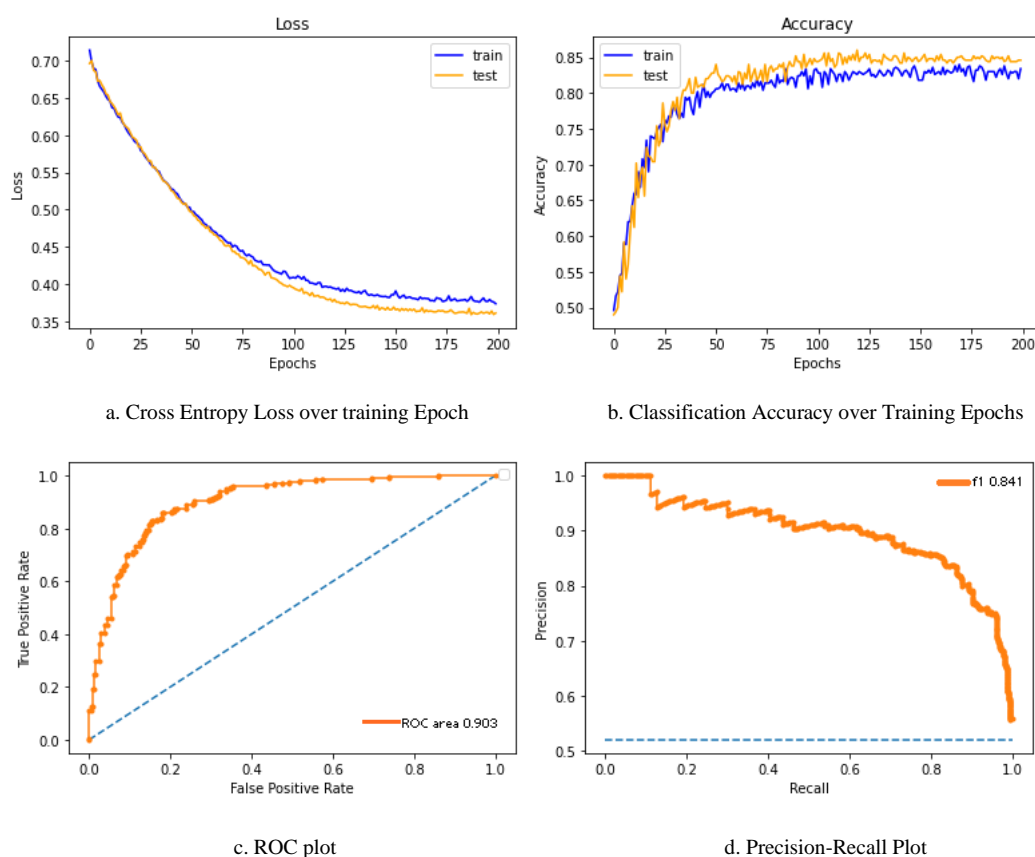 Loss
train
test
0.70
0.65
0.60
0.55
0.50
0.45
0.40
0.35
Loss
0 25 50 75 100 125 150 175 200
Epochs
a. Cross Entropy Loss over training Epoch
Accuracy
train
test
0.85
0.80
0.75
0.70
0.65
0.60
0.55
0.50
Accuracy
0 25 50 75 100 125 150 175 200
Epochs
b. Classification Accuracy over Training Epochs
1.0
0.8
0.6
0.4
0.2
0.0
True Positive Rate
ROC area 0.903
0.0 0.2 0.4 0.6 0.8 1.0
False Positive Rate
c. ROC plot
f1 0.841
1.0
0.9
0.8
0.7
0.6
0.5
Precision
0.0 0.2 0.4 0.6 0.8 1.0
Recall
d. Precision-Recall Plot